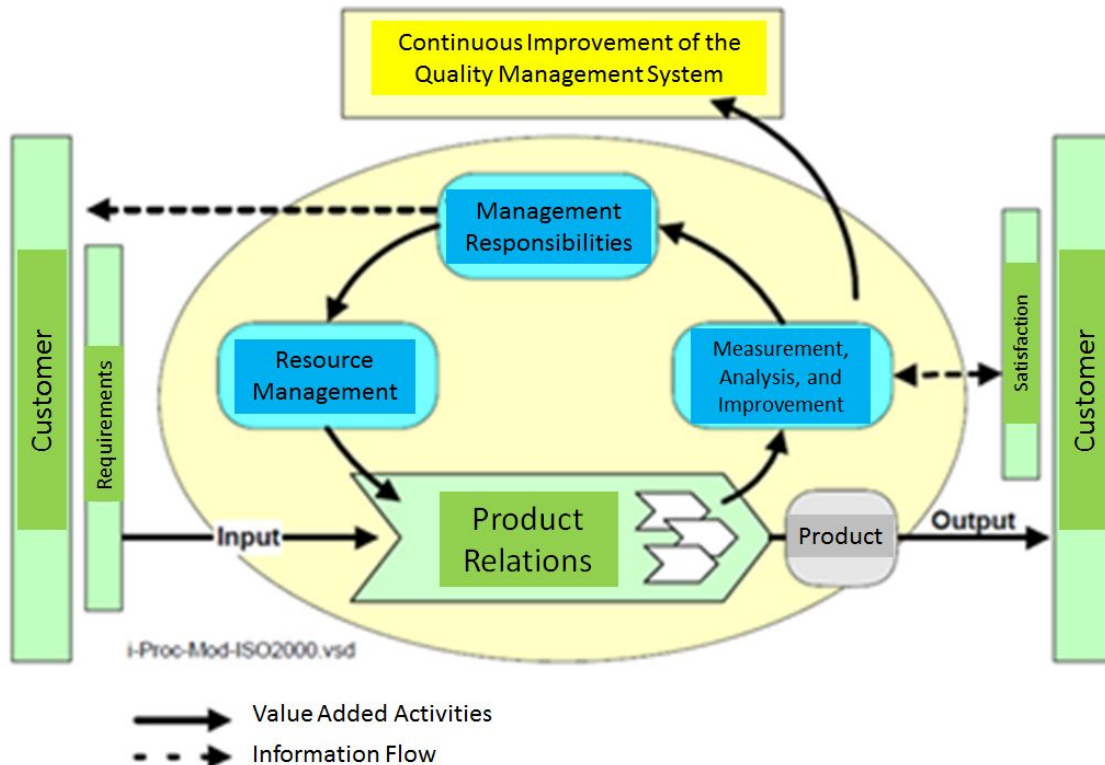 Continuous Improvement of the
Quality Management System
Management
Responsibilities
Customer
Requirements
Resource
Management
Measurement,
Analysis, and
Improvement
Satisfaction
Customer
Input
Product
Relations
Product
Output
i-Proc-Mod-ISO2000.vsd
Value Added Activities
Information Flow